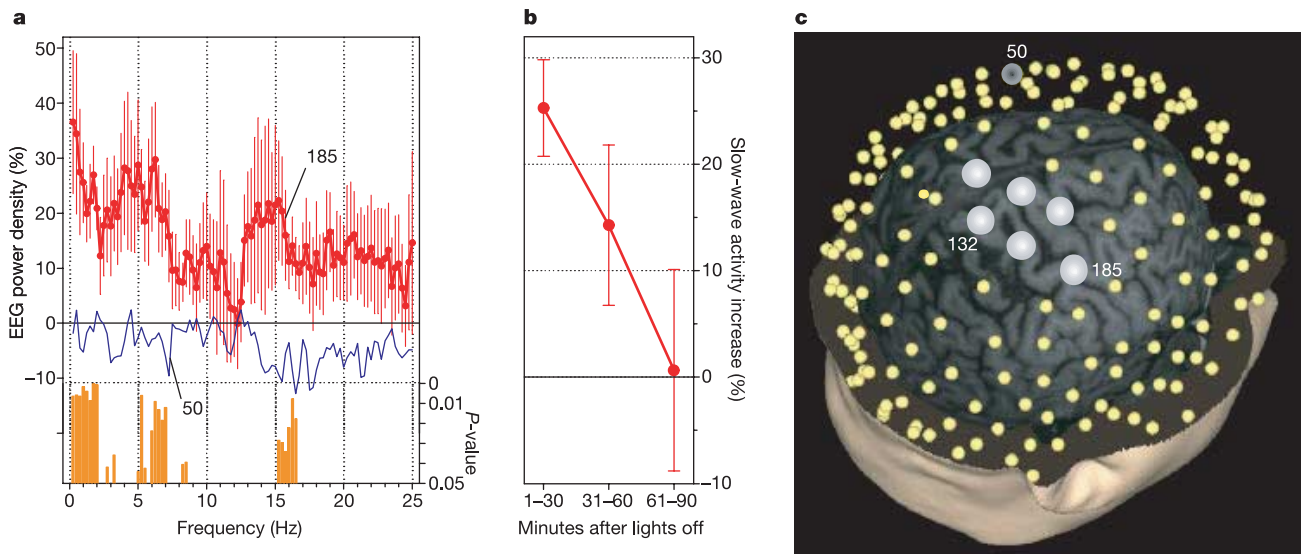 a
50
40
30
20
10
0
−10
EEG power density (%)
185
50
0
0.01
0.05
P-value
0 5 10 15 20 25
Frequency (Hz)
b
30
20
10
0
−10
Slow-wave activity increase (%)
1–30 31–60 61–90
Minutes after lights off
c
50
132
185